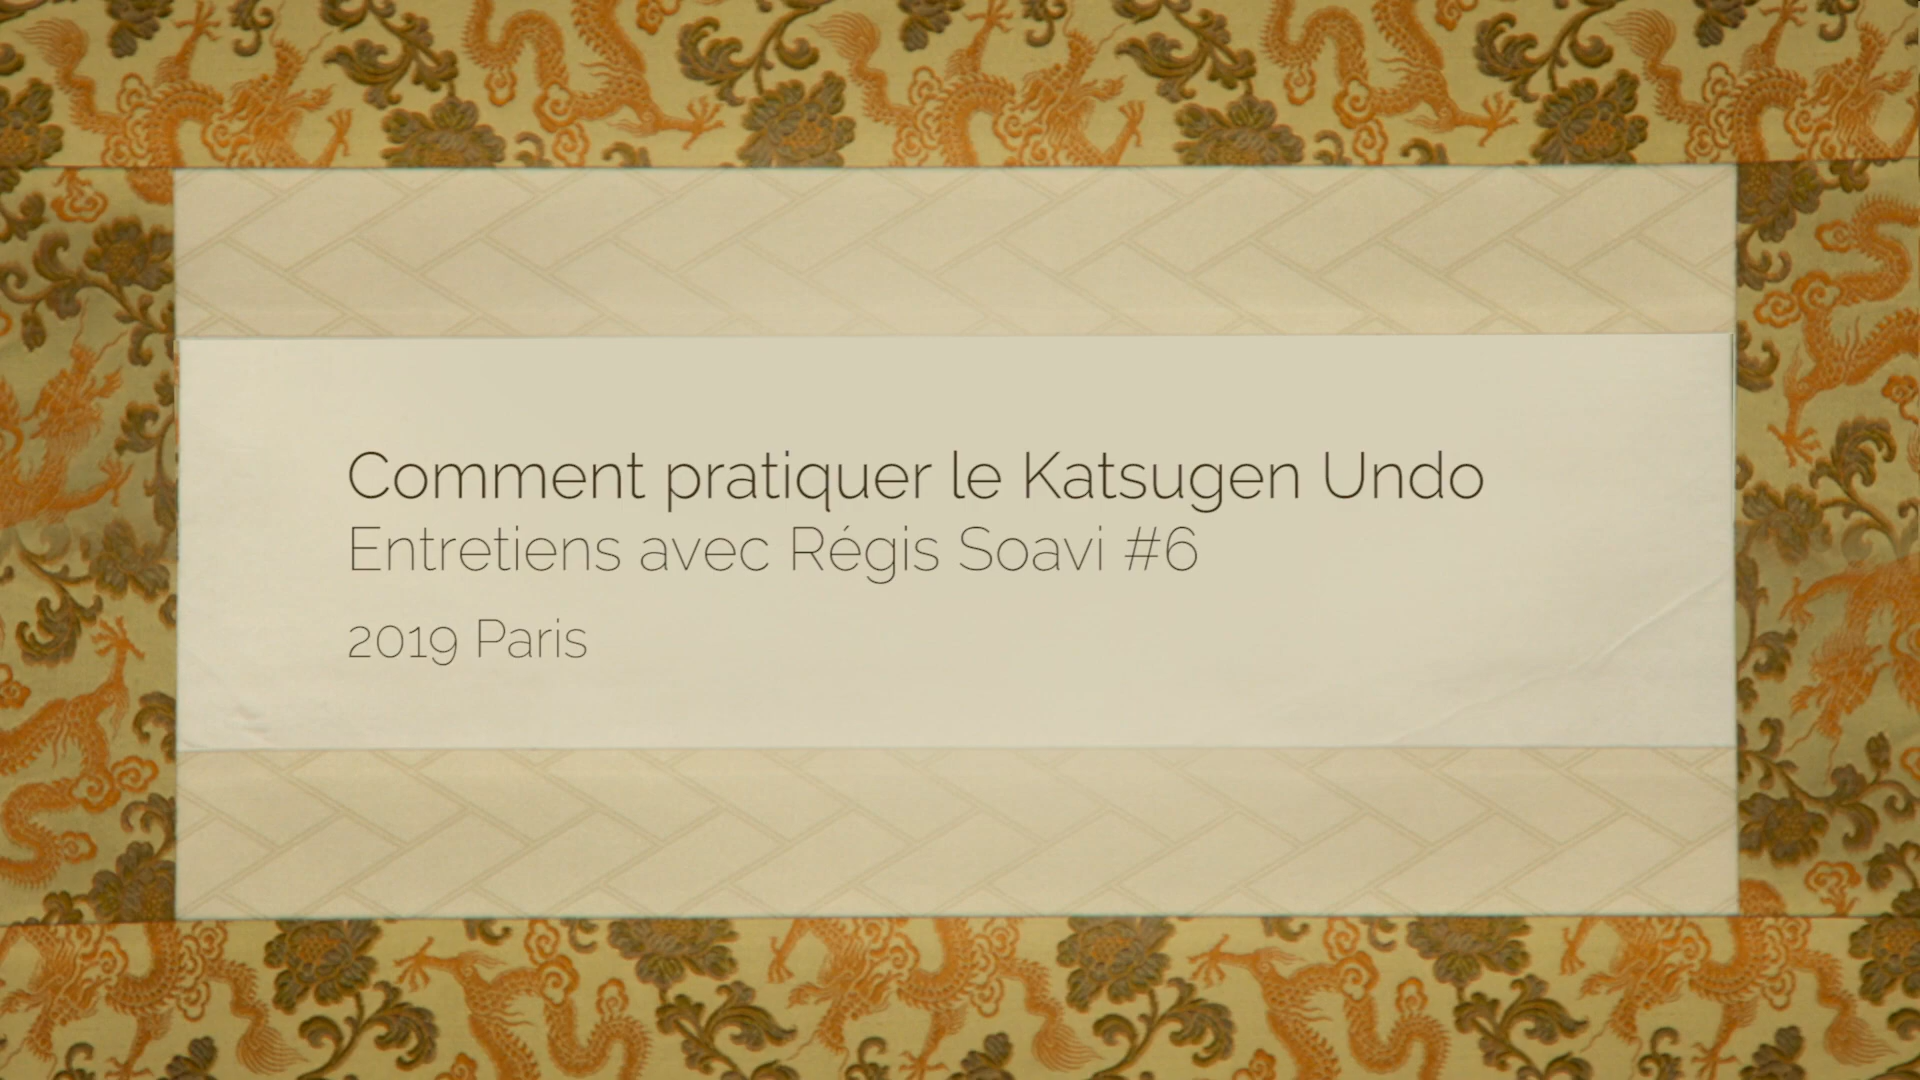 Comment pratiquer le Katsugen Undo
Entretiens avec Régis Soavi #6
2019 Paris